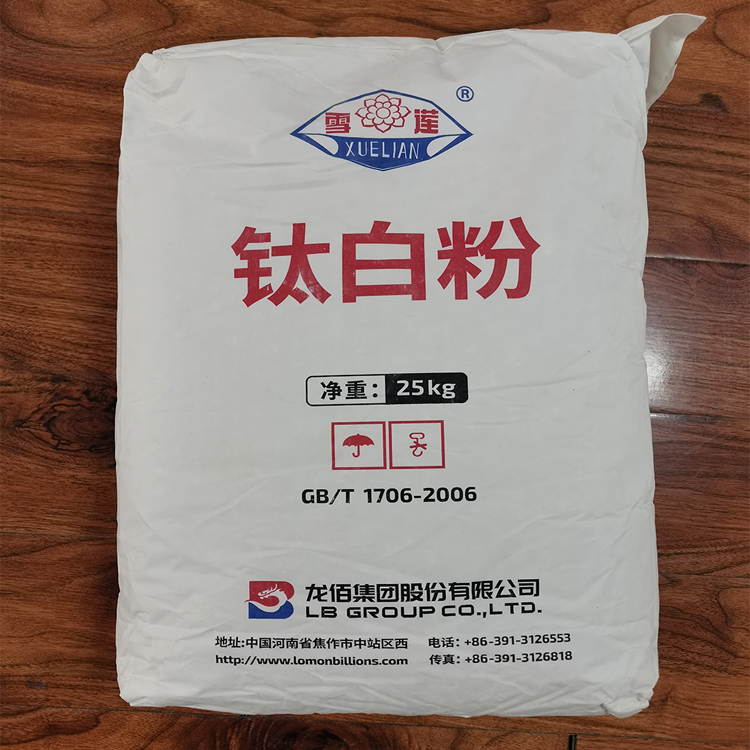 ®
雪莲
XUELIAN
钛白粉
净重：25kg
GB/T 1706-2006
龙佰集团股份有限公司
LB GROUP CO.,LTD.
地址:中国河南省焦作市中站区西 电话：+86-391-3126553
http://www.lomonbillions.com 传真：+86-391-3126818